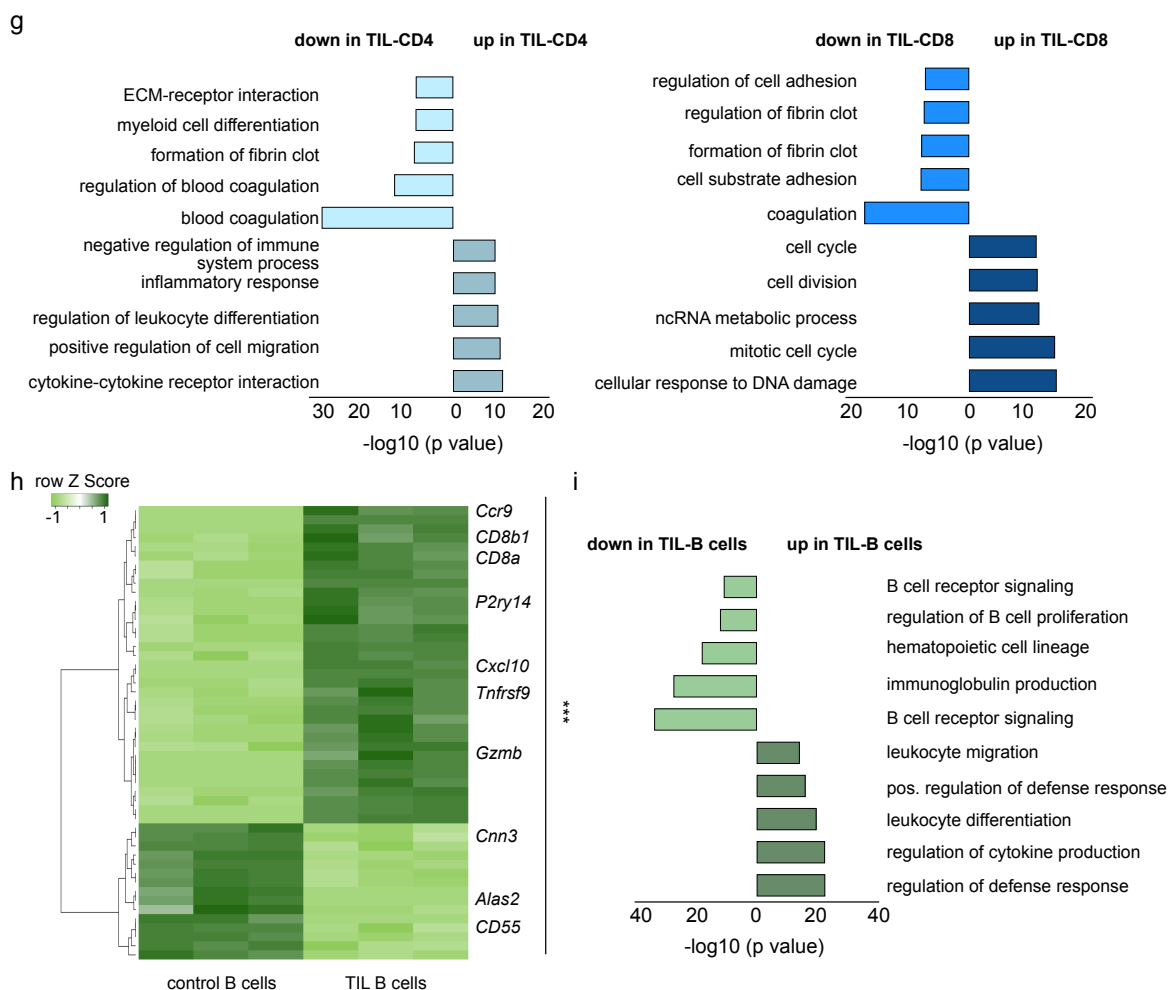 g
down in TIL-CD4 up in TIL-CD4
ECM-receptor interaction
myeloid cell differentiation
formation of fibrin clot
regulation of blood coagulation
blood coagulation
negative regulation of immune
system process
inflammatory response
regulation of leukocyte differentiation
positive regulation of cell migration
cytokine-cytokine receptor interaction
30 20 10 0 10 20
-log10 (p value)
down in TIL-CD8 up in TIL-CD8
regulation of cell adhesion
regulation of fibrin clot
formation of fibrin clot
cell substrate adhesion
coagulation
cell cycle
cell division
ncRNA metabolic process
mitotic cell cycle
cellular response to DNA damage
20 10 0 10 20
-log10 (p value)
h
row Z Score
-1 1
Ccr9
CD8b1
CD8a
P2ry14
Cxcl10
Tnfrsf9
Gzmb
Cnn3
Alas2
CD55
***
control B cells TIL B cells
i
down in TIL-B cells up in TIL-B cells
B cell receptor signaling
regulation of B cell proliferation
hematopoietic cell lineage
immunoglobulin production
B cell receptor signaling
leukocyte migration
pos. regulation of defense response
leukocyte differentiation
regulation of cytokine production
regulation of defense response
40 20 0 20 40
-log10 (p value)